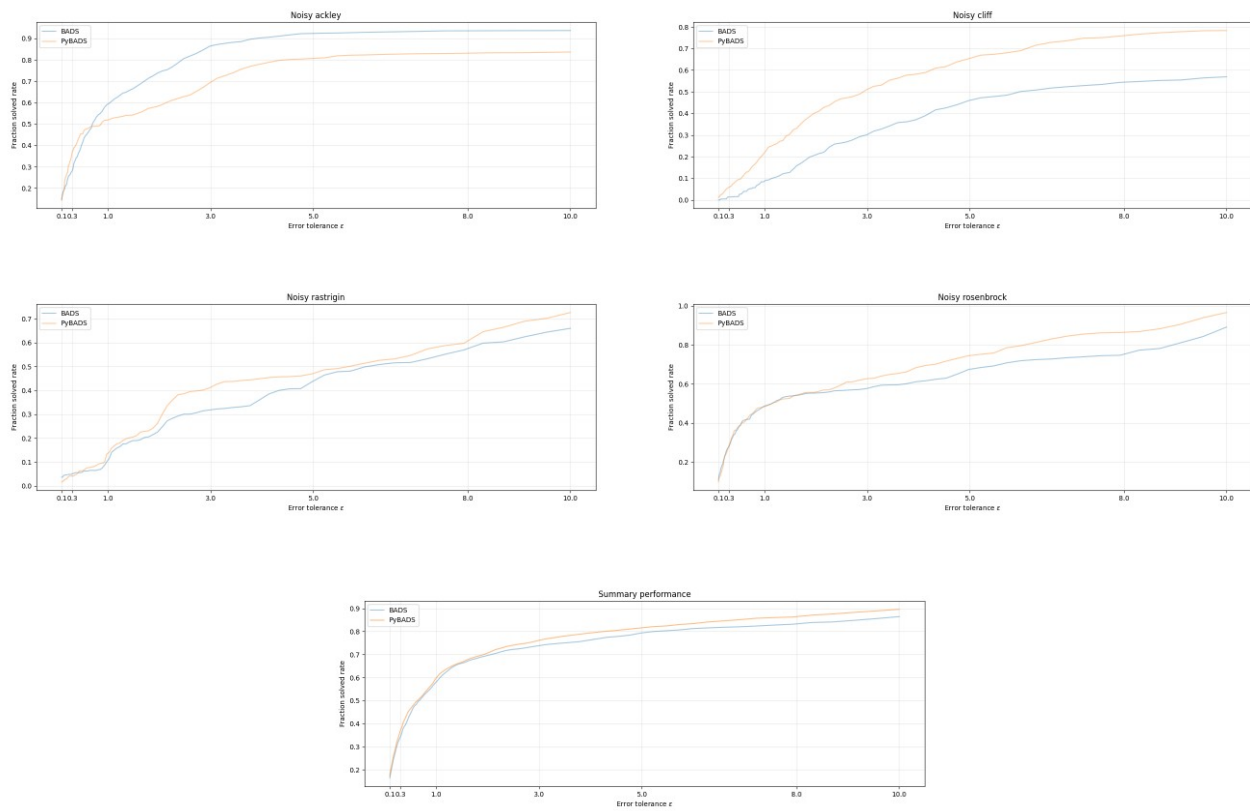 Noisy ackley
BADS
PyBADS
Fraction solved rate
0.9
0.8
0.7
0.6
0.5
0.4
0.3
0.2
0.1 0.3 1.0 3.0 5.0 8.0 10.0
Error tolerance ε
Noisy cliff
BADS
PyBADS
Fraction solved rate
0.8
0.7
0.6
0.5
0.4
0.3
0.2
0.1
0.0
0.1 0.3 1.0 3.0 5.0 8.0 10.0
Error tolerance ε
Noisy rastrigin
BADS
PyBADS
Fraction solved rate
0.7
0.6
0.5
0.4
0.3
0.2
0.1
0.0
0.1 0.3 1.0 3.0 5.0 8.0 10.0
Error tolerance ε
Noisy rosenbrock
BADS
PyBADS
Fraction solved rate
1.0
0.8
0.6
0.4
0.2
0.1 0.3 1.0 3.0 5.0 8.0 10.0
Error tolerance ε
Summary performance
BADS
PyBADS
Fraction solved rate
0.9
0.8
0.7
0.6
0.5
0.4
0.3
0.2
0.1 0.3 1.0 3.0 5.0 8.0 10.0
Error tolerance ε